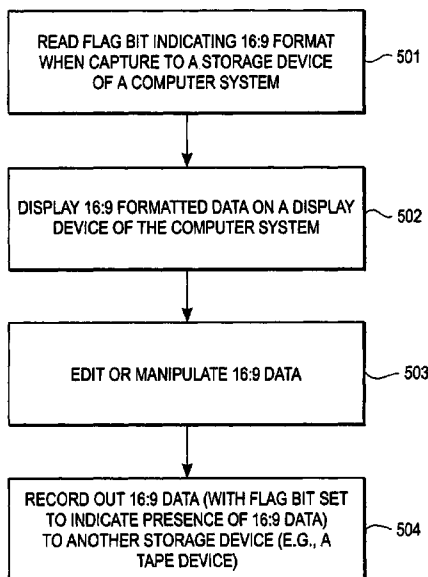 READ FLAG BIT INDICATING 16:9 FORMAT
WHEN CAPTURE TO A STORAGE DEVICE
OF A COMPUTER SYSTEM
501
DISPLAY 16:9 FORMATTED DATA ON A DISPLAY
DEVICE OF THE COMPUTER SYSTEM
502
EDIT OR MANIPULATE 16:9 DATA
503
RECORD OUT 16:9 DATA (WITH FLAG BIT SET
TO INDICATE PRESENCE OF 16:9 DATA)
TO ANOTHER STORAGE DEVICE (E.G., A
TAPE DEVICE)
504